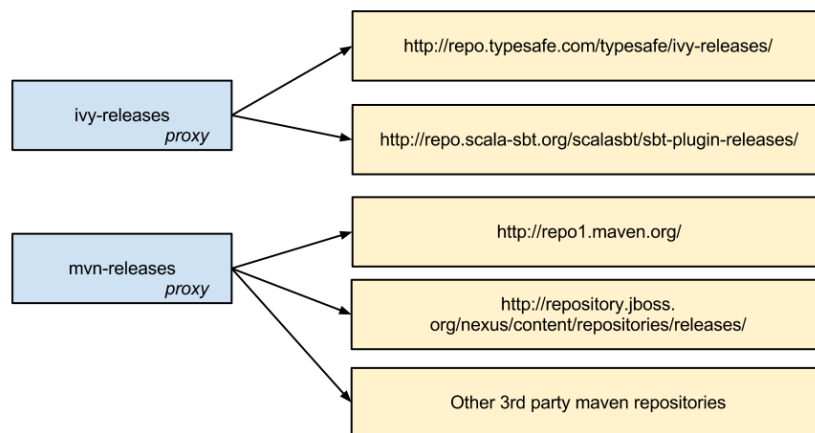 http://repo.typesafe.com/typesafe/ivy-releases/
ivy-releases
proxy
http://repo.scala-sbt.org/scalasbt/sbt-plugin-releases/
http://repo1.maven.org/
mvn-releases
proxy
http://repository.jboss.
org/nexus/content/repositories/releases/
Other 3rd party maven repositories